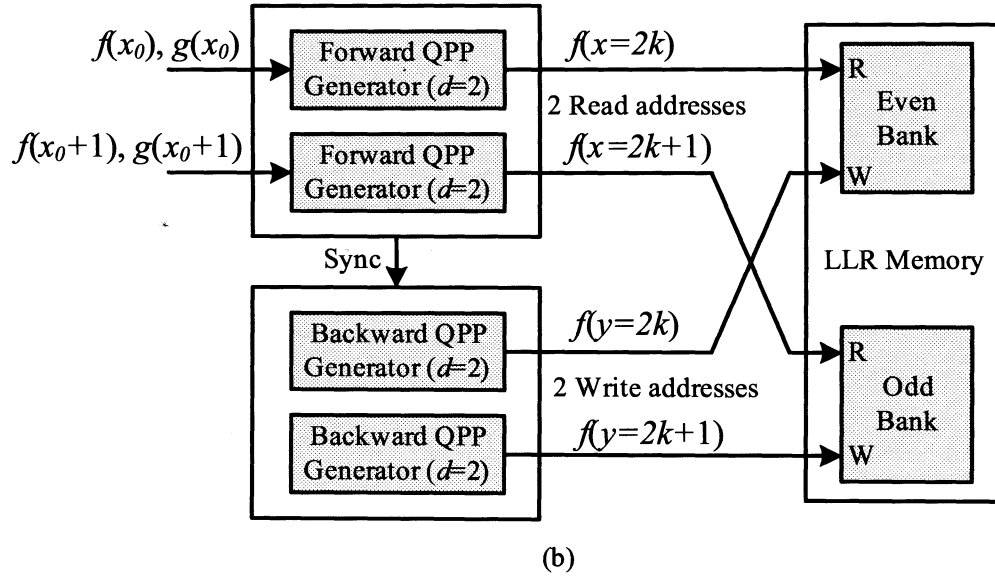 f(x₀), g(x₀)
Forward QPP
Generator (d=2)
f(x=2k)
R
Even
Bank
2 Read addresses
f(x₀+1), g(x₀+1)
Forward QPP
Generator (d=2)
f(x=2k+1)
W
Sync
LLR Memory
Backward QPP
Generator (d=2)
f(y=2k)
R
Odd
Bank
2 Write addresses
Backward QPP
Generator (d=2)
f(y=2k+1)
W
(b)